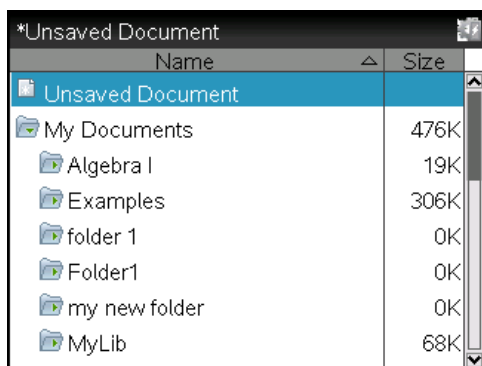 *Unsaved Document
Name Size
Unsaved Document
My Documents 476K
Algebra I 19K
Examples 306K
folder 1 0K
Folder1 0K
my new folder 0K
MyLib 68K